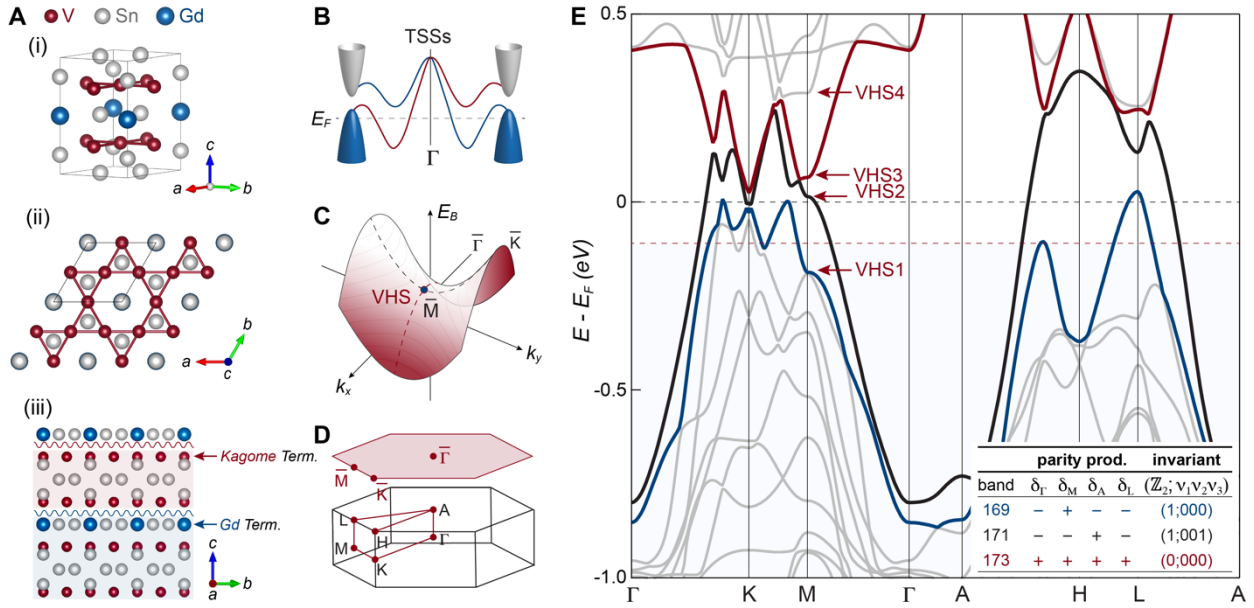 A
V
Sn
Gd
(i)
c
a
b
(ii)
b
a
c
(iii)
Kagome Term.
Gd Term.
c
a
b
B
TSSs
E_F
Γ
C
E_B
Γ̅
K̅
VHS
M̅
k_x
k_y
D
Γ̅
M̅
K̅
L
A
M
H
Γ
K
E
0.5
0
-0.5
-1.0
E - E_F (eV)
VHS4
VHS3
VHS2
VHS1
Γ K M Γ A H L A
parity prod. invariant
band δ_Γ δ_M δ_A δ_L (ℤ₂; ν₁ν₂ν₃)
169 – + – – (1;000)
171 – – + – (1;001)
173 + + + + (0;000)